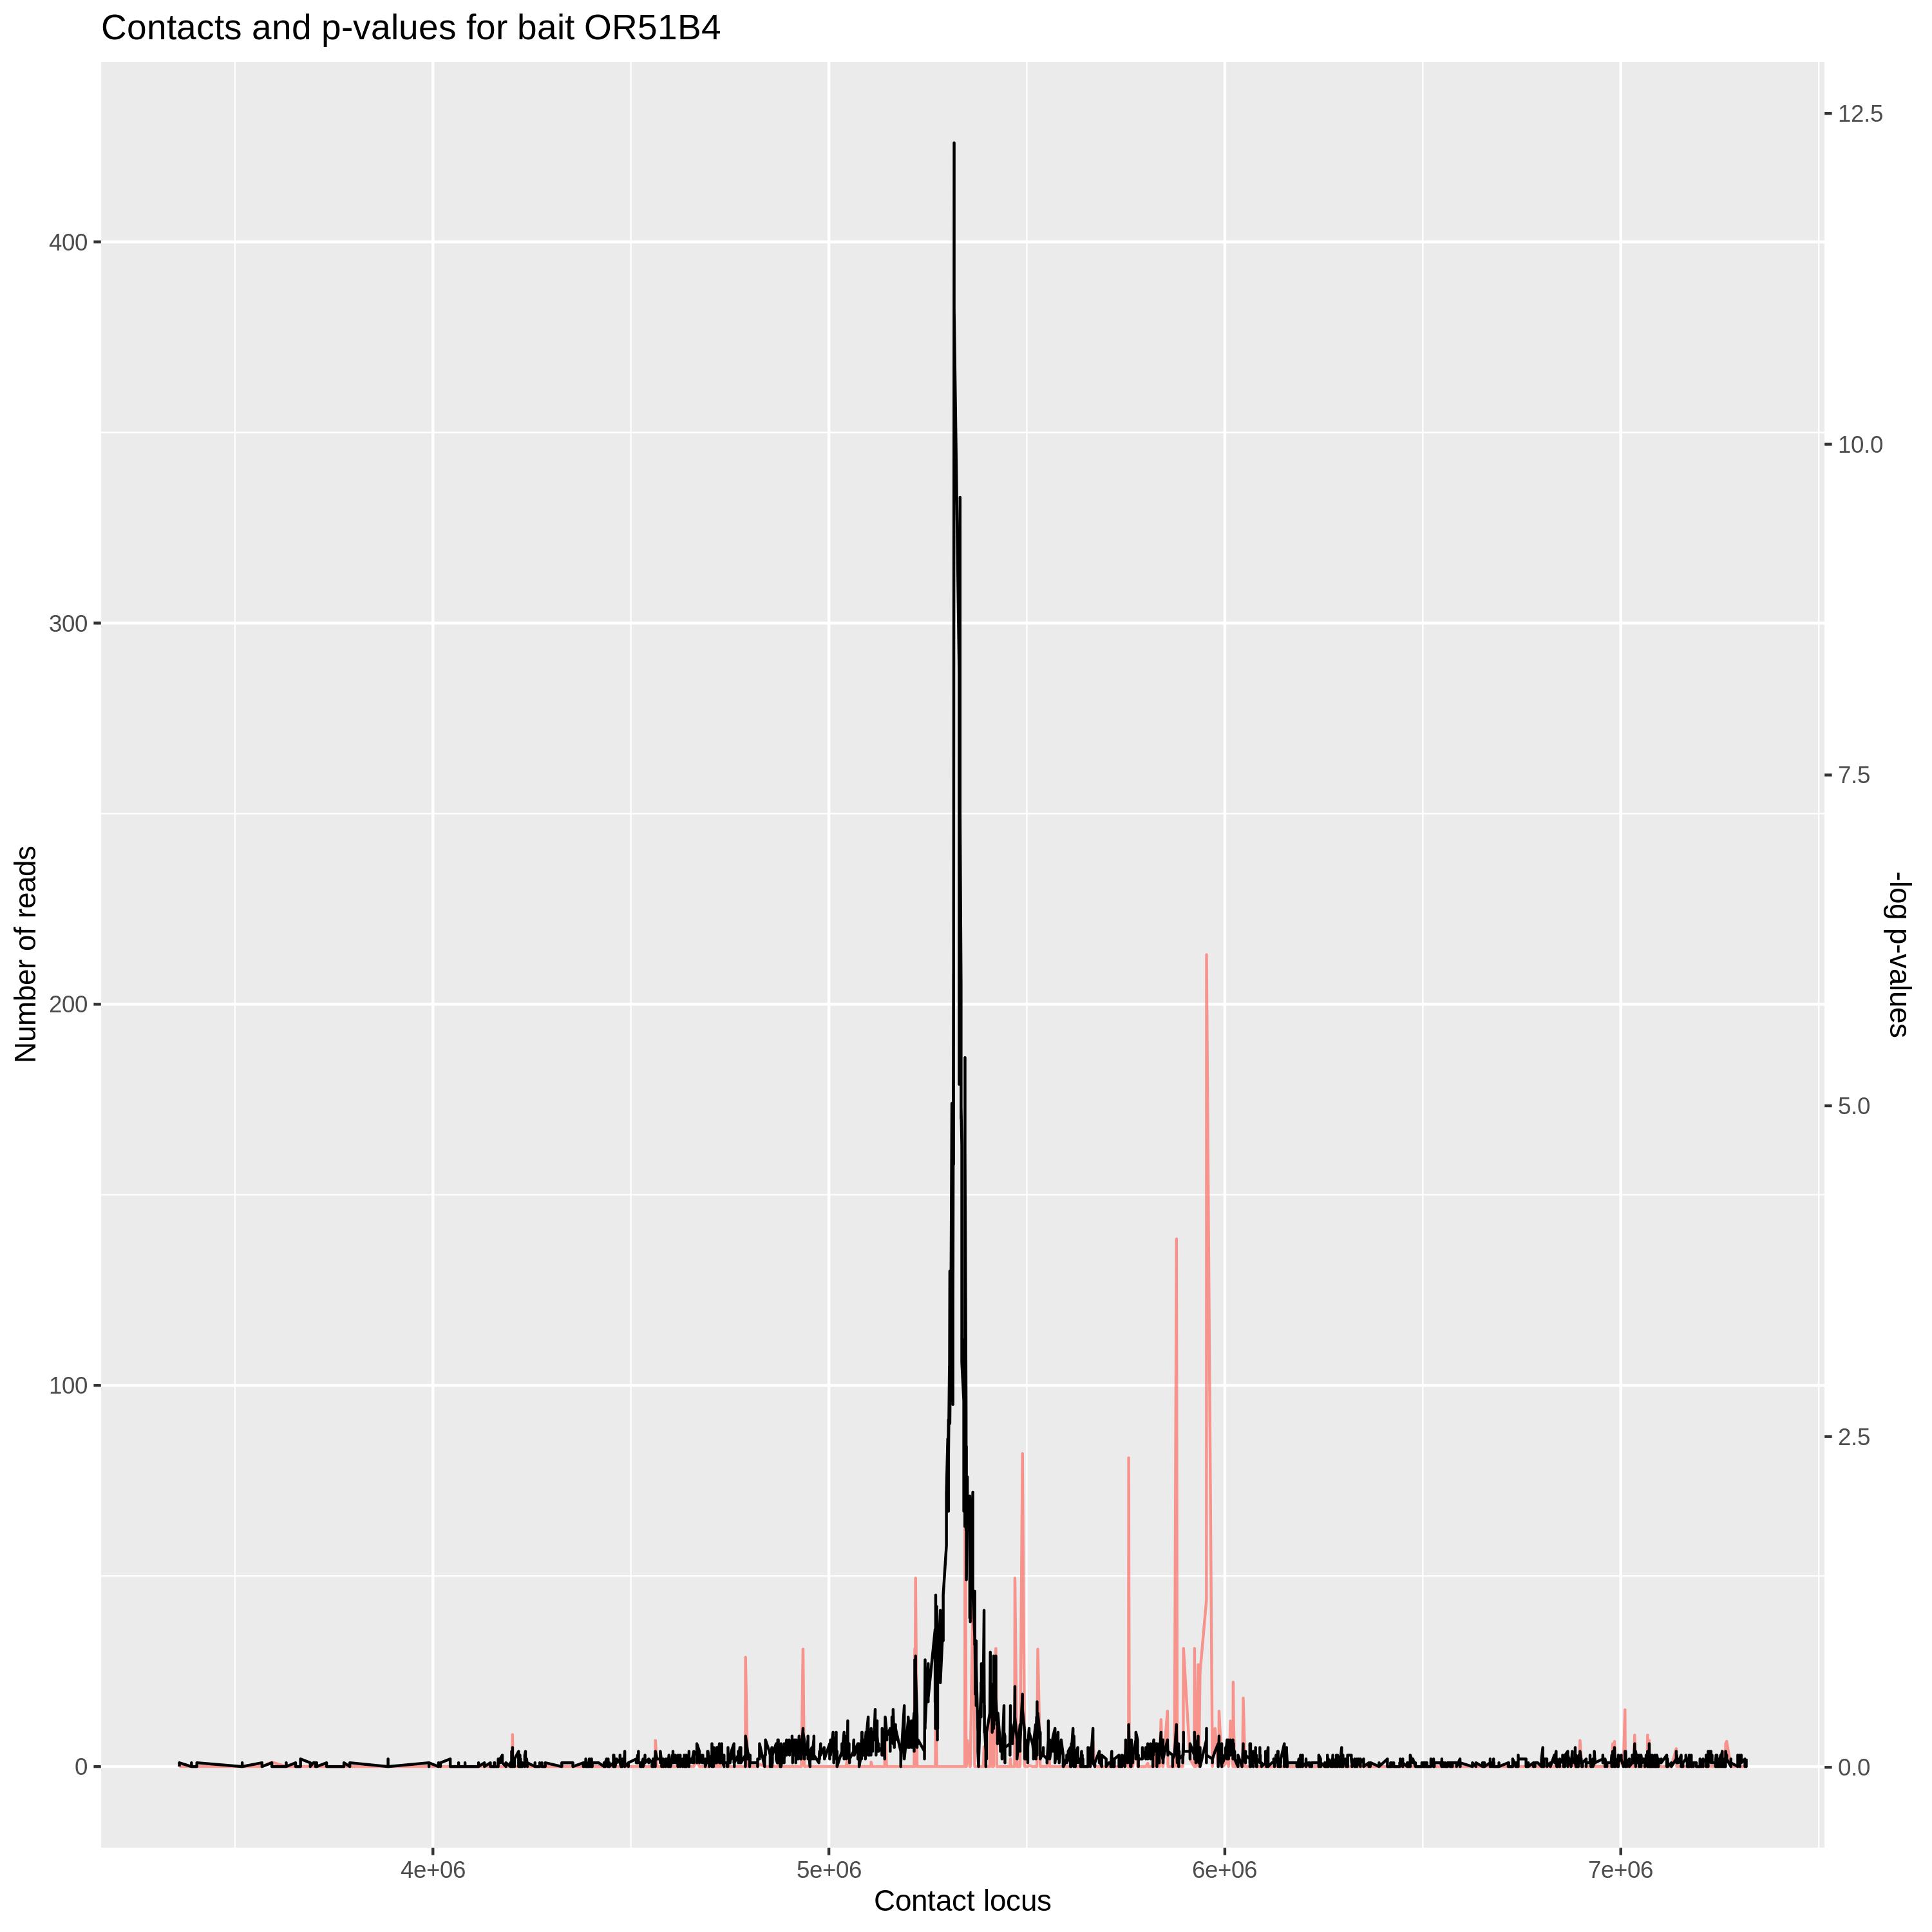 Contacts and p-values for bait OR51B4
12.5
400
10.0
300
7.5
Number of reads
-log p-values
200
5.0
100
2.5
0
0.0
4e+06
5e+06
6e+06
7e+06
Contact locus